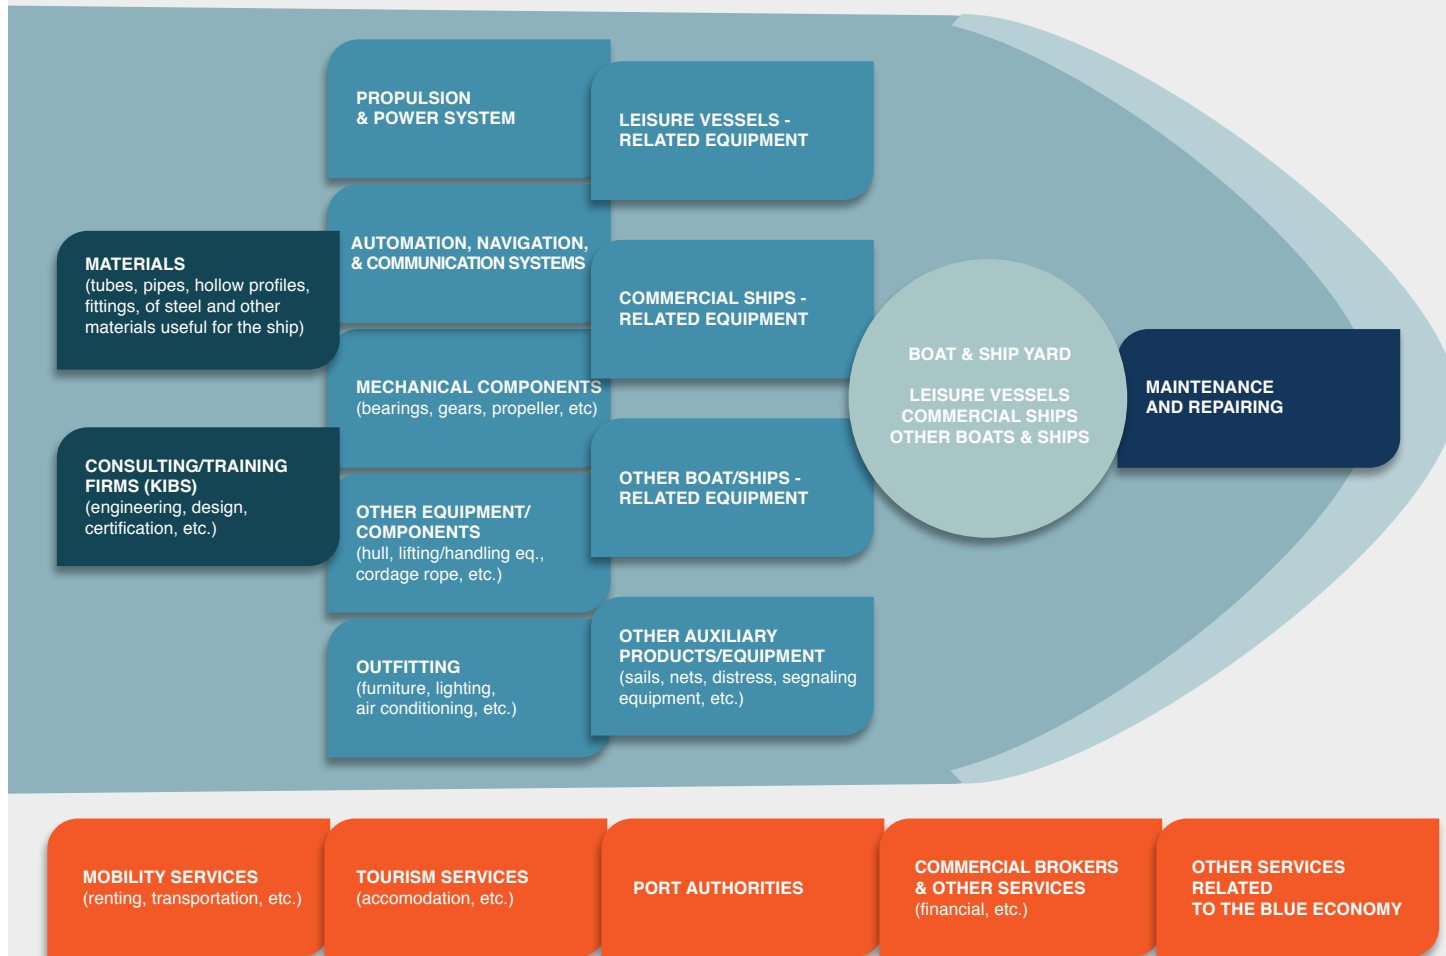 MATERIALS
(tubes, pipes, hollow profiles,
fittings, of steel and other
materials useful for the ship)
CONSULTING/TRAINING
FIRMS (KIBS)
(engineering, design,
certification, etc.)
PROPULSION
& POWER SYSTEM
AUTOMATION, NAVIGATION,
& COMMUNICATION SYSTEMS
MECHANICAL COMPONENTS
(bearings, gears, propeller, etc)
OTHER EQUIPMENT/
COMPONENTS
(hull, lifting/handling eq.,
cordage rope, etc.)
OUTFITTING
(furniture, lighting,
air conditioning, etc.)
LEISURE VESSELS -
RELATED EQUIPMENT
COMMERCIAL SHIPS -
RELATED EQUIPMENT
OTHER BOAT/SHIPS -
RELATED EQUIPMENT
OTHER AUXILIARY
PRODUCTS/EQUIPMENT
(sails, nets, distress, segnaling
equipment, etc.)
BOAT & SHIP YARD
LEISURE VESSELS
COMMERCIAL SHIPS
OTHER BOATS & SHIPS
MAINTENANCE
AND REPAIRING
MOBILITY SERVICES
(renting, transportation, etc.)
TOURISM SERVICES
(accomodation, etc.)
PORT AUTHORITIES
COMMERCIAL BROKERS
& OTHER SERVICES
(financial, etc.)
OTHER SERVICES
RELATED
TO THE BLUE ECONOMY